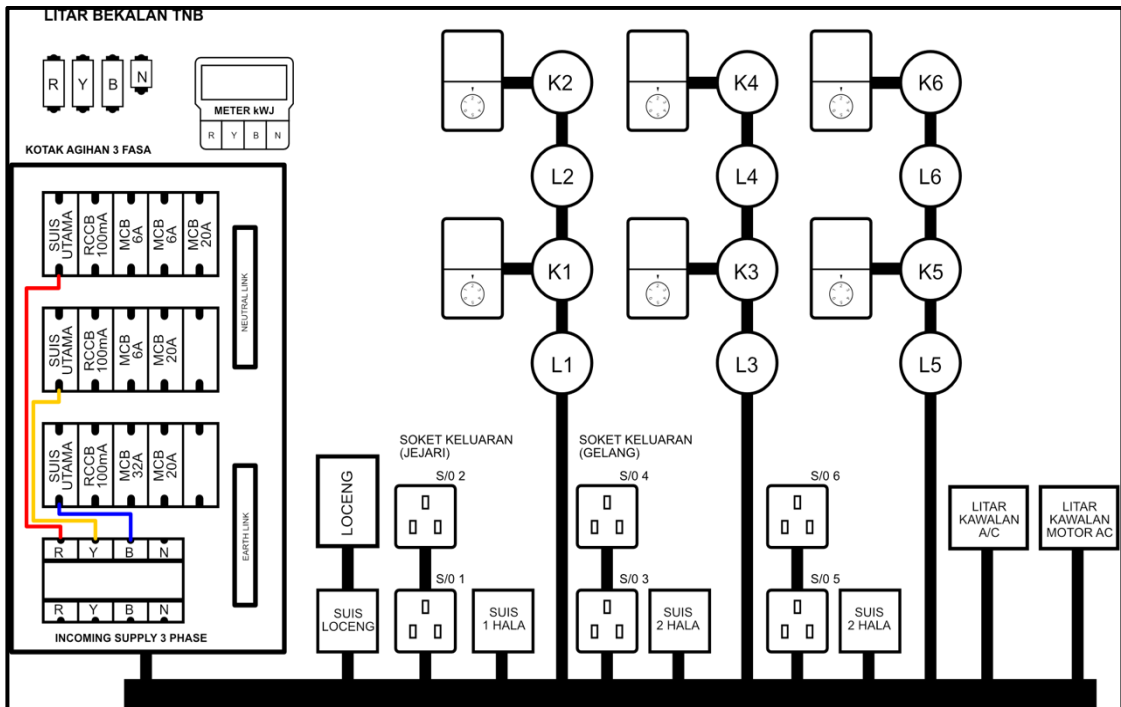 LITAR BEKALAN TNB
R
Y
B
N
METER kWJ
R Y B N
KOTAK AGIHAN 3 FASA
SUIS
UTAMA
RCCB
100mA
MCB
6A
MCB
6A
MCB
20A
NEUTRAL LINK
SUIS
UTAMA
RCCB
100mA
MCB
6A
MCB
20A
SUIS
UTAMA
RCCB
100mA
MCB
32A
MCB
20A
EARTH LINK
R Y B N
R Y B N
INCOMING SUPPLY 3 PHASE
K2
K4
K6
L2
L4
L6
K1
K3
K5
L1
L3
L5
LOCENG
SUIS
LOCENG
SOKET KELUARAN
(JEJARI)
S/0 2
S/0 1
SUIS
1 HALA
SOKET KELUARAN
(GELANG)
S/0 4
S/0 3
SUIS
2 HALA
S/0 6
S/0 5
SUIS
2 HALA
LITAR
KAWALAN
A/C
LITAR
KAWALAN
MOTOR AC